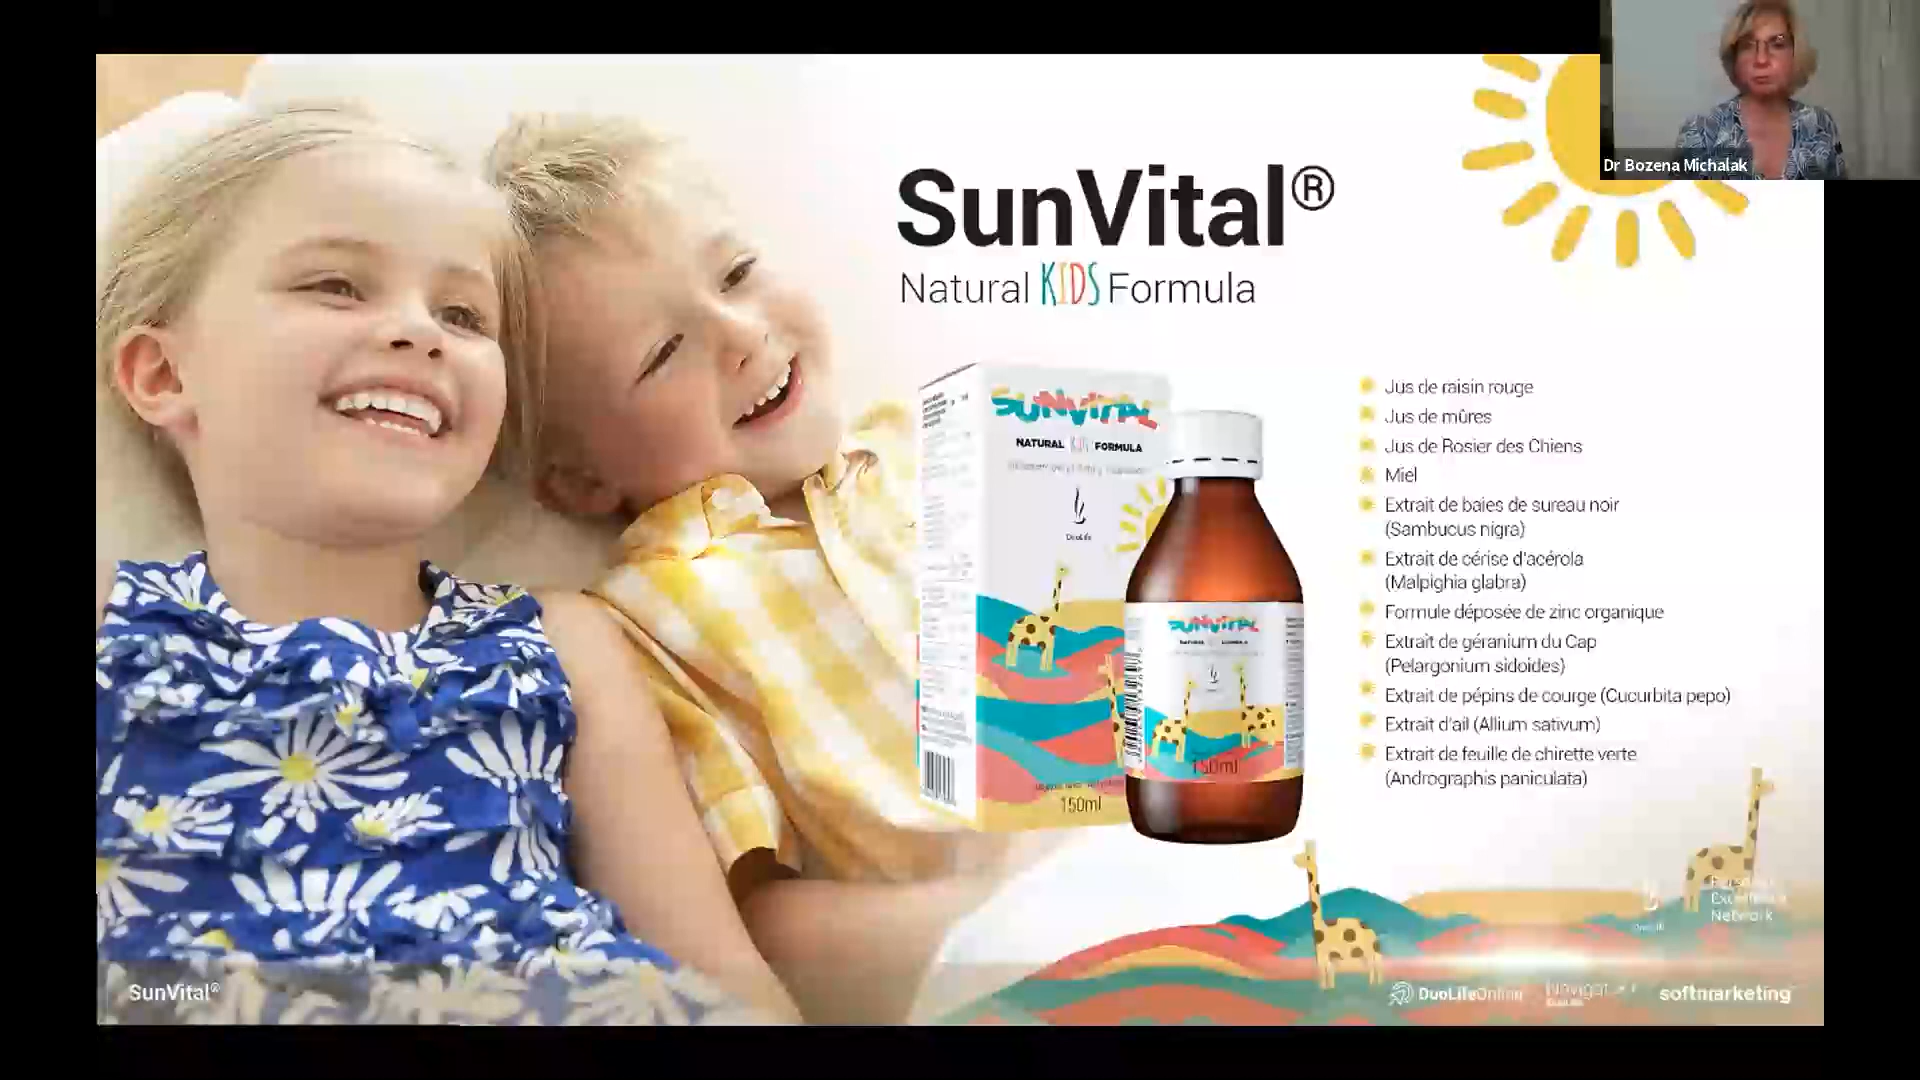 Dr Bozena Michalak
SunVital®
Natural KIDS Formula
Jus de raisin rouge
Jus de mûres
Jus de Rosier des Chiens
Miel
Extrait de baies de sureau noir
(Sambucus nigra)
Extrait de cérise d'acérola
(Malpighia glabra)
Formule déposée de zinc organique
Extrait de géranium du Cap
(Pelargonium sidoides)
Extrait de pépins de courge (Cucurbita pepo)
Extrait d'ail (Allium sativum)
Extrait de feuille de chirette verte
(Andrographis paniculata)
SUNVITAL
NATURAL KIDS FORMULA
DuoLife
150ml
SUNVITAL
150ml
Network
SunVital®
DuoLifeOnline
softmarketing